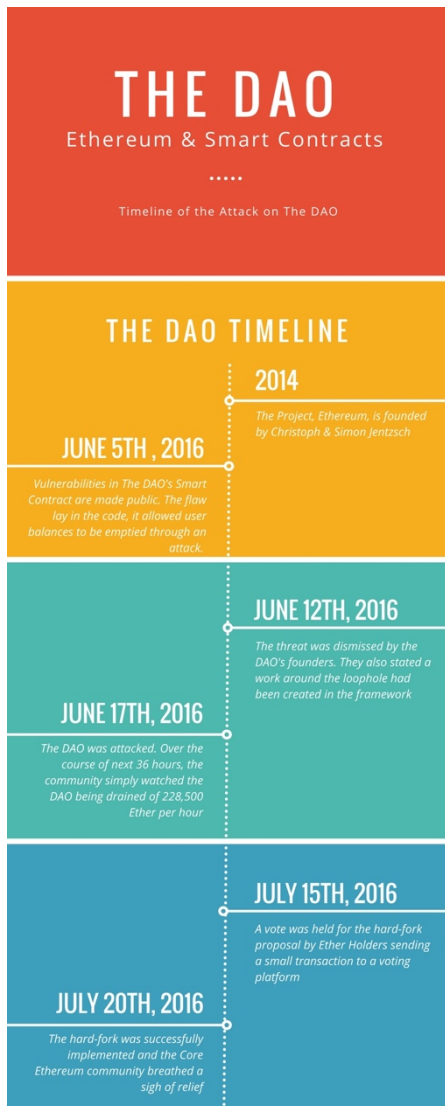 THE DAO
Ethereum & Smart Contracts
Timeline of the Attack on The DAO
THE DAO TIMELINE
2014
The Project, Ethereum, is founded
by Christoph & Simon Jentzsch
JUNE 5TH , 2016
Vulnerabilities in The DAO's Smart
Contract are made public. The flaw
lay in the code, it allowed user
balances to be emptied through an
attack.
JUNE 12TH, 2016
The threat was dismissed by the
DAO's founders. They also stated a
work around the loophole had
been created in the framework
JUNE 17TH, 2016
The DAO was attacked. Over the
course of next 36 hours, the
community simply watched the
DAO being drained of 228,500
Ether per hour
JULY 15TH, 2016
A vote was held for the hard-fork
proposal by Ether Holders sending
a small transaction to a voting
platform
JULY 20TH, 2016
The hard-fork was successfully
implemented and the Core
Ethereum community breathed a
sigh of relief